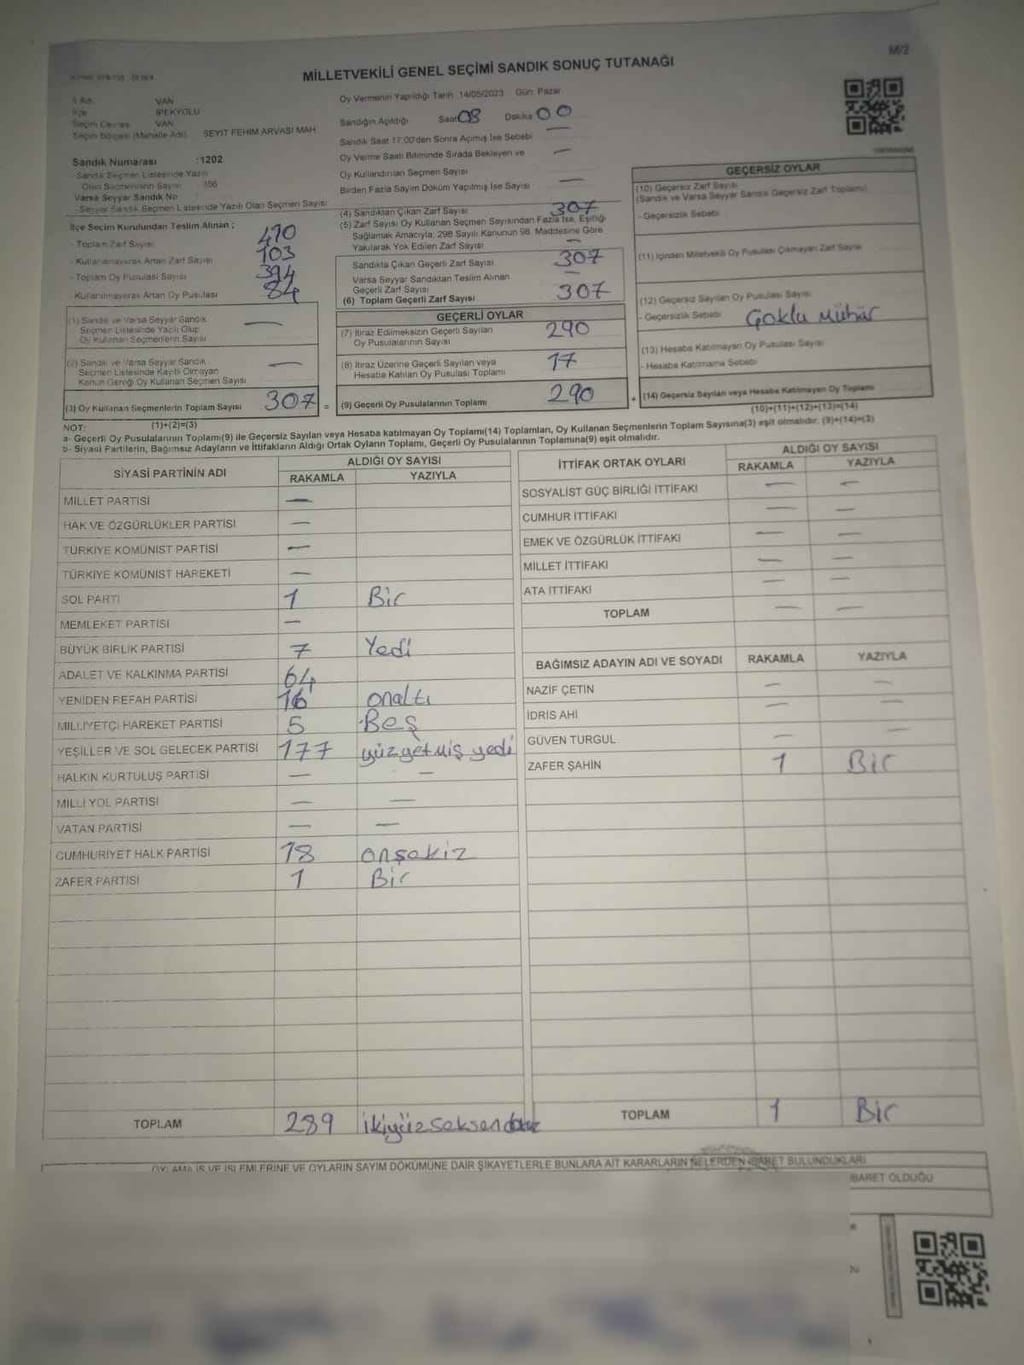 M/2
MİLLETVEKİLİ GENEL SEÇİMİ SANDIK SONUÇ TUTANAĞI
VAN
İlçe İPEKYOLU
Seçim Çevresi VAN
Seçim Bölgesi (Mahalle Adı) SEYİT FEHİM ARVASİ MAH.
Sandık Numarası :1202
Sandık Seçmen Listesinde Yazılı
Olan Seçmenlerin Sayısı
Varsa Seyyar Sandık No
- Seyyar Sandık Seçmen Listesinde Yazılı Olan Seçmen Sayısı
Oy Vermenin Yapıldığı Tarih :14/05/2023 Gün: Pazar
Sandığın Açıldığı Saat 08 Dakika 00
Sandık Saat 17:00'den Sonra Açılmış İse Sebebi —
Oy Verme Saati Bitiminde Sırada Bekleyen ve
Oy Kullandırılan Seçmen Sayısı —
Birden Fazla Sayım Döküm Yapılmış İse Sayısı —
İlçe Seçim Kurulundan Teslim Alınan ;
- Toplam Zarf Sayısı 410
- Kullanılmayarak Artan Zarf Sayısı 103
- Toplam Oy Pusulası Sayısı 394
- Kullanılmayarak Artan Oy Pusulası 84
(1) Sandık ve Varsa Seyyar Sandık
Seçmen Listesinde Yazılı Olup
Oy Kullanan Seçmenlerin Sayısı —
(2) Sandık ve Varsa Seyyar Sandık
Seçmen Listesinde Kayıtlı Olmayan
Kanun Gereği Oy Kullanan Seçmen Sayısı —
(3) Oy Kullanan Seçmenlerin Toplam Sayısı 307
(1)+(2)=(3)
(4) Sandıktan Çıkan Zarf Sayısı 307
(5) Zarf Sayısı Oy Kullanan Seçmen Sayısından Fazla İse, Eşitliği
Sağlamak Amacıyla, 298 Sayılı Kanunun 98. Maddesine Göre
Yakılarak Yok Edilen Zarf Sayısı —
Sandıkta Çıkan Geçerli Zarf Sayısı 307
Varsa Seyyar Sandıktan Teslim Alınan
Geçerli Zarf Sayısı —
(6) Toplam Geçerli Zarf Sayısı 307
GEÇERLİ OYLAR
(7) İtiraz Edilmeksizin Geçerli Sayılan
Oy Pusulalarının Sayısı 290
(8) İtiraz Üzerine Geçerli Sayılan veya
Hesaba Katılan Oy Pusulası Toplamı 17
= (9) Geçerli Oy Pusulalarının Toplamı 290
GEÇERSİZ OYLAR
(10) Geçersiz Zarf Sayısı
(Sandık ve Varsa Seyyar Sandık Geçersiz Zarf Toplamı)
- Geçersizlik Sebebi
(11) İçinden Milletvekili Oy Pusulası Çıkmayan Zarf Sayısı
(12) Geçersiz Sayılan Oy Pusulası Sayısı
- Geçersizlik Sebebi Çoklu Mühür
(13) Hesaba Katılmayan Oy Pusulası Sayısı
- Hesaba Katılmama Sebebi
+ (14) Geçersiz Sayılan veya Hesaba Katılmayan Oy Toplamı
(10)+(11)+(12)+(13)=(14)
NOT:
a- Geçerli Oy Pusulalarının Toplamı(9) ile Geçersiz Sayılan veya Hesaba katılmayan Oy Toplamı(14) Toplamları, Oy Kullanan Seçmenlerin Toplam Sayısına(3) eşit olmalıdır. (9)+(14)=(3)
b- Siyasi Partilerin, Bağımsız Adayların ve İttifakların Aldığı Ortak Oyların Toplamı, Geçerli Oy Pusulalarının Toplamına(9) eşit olmalıdır.
SİYASİ PARTİNİN ADI ALDIĞI OY SAYISI
RAKAMLA YAZIYLA
MİLLET PARTİSİ —
HAK VE ÖZGÜRLÜKLER PARTİSİ —
TÜRKİYE KOMÜNİST PARTİSİ —
TÜRKİYE KOMÜNİST HAREKETİ —
SOL PARTİ 1 Bir
MEMLEKET PARTİSİ —
BÜYÜK BİRLİK PARTİSİ 7 Yedi
ADALET VE KALKINMA PARTİSİ 64
YENİDEN REFAH PARTİSİ 16 onaltı
MİLLİYETÇİ HAREKET PARTİSİ 5 Beş
YEŞİLLER VE SOL GELECEK PARTİSİ 177 yüzyetmiş yedi
HALKIN KURTULUŞ PARTİSİ — —
MİLLİ YOL PARTİSİ — —
VATAN PARTİSİ — —
CUMHURİYET HALK PARTİSİ 18 onsekiz
ZAFER PARTİSİ 1 Bir
TOPLAM 289 ikiyüzseksendokuz
İTTİFAK ORTAK OYLARI ALDIĞI OY SAYISI
RAKAMLA YAZIYLA
SOSYALİST GÜÇ BİRLİĞİ İTTİFAKI — —
CUMHUR İTTİFAKI — —
EMEK VE ÖZGÜRLÜK İTTİFAKI — —
MİLLET İTTİFAKI — —
ATA İTTİFAKI — —
TOPLAM — —
BAĞIMSIZ ADAYIN ADI VE SOYADI RAKAMLA YAZIYLA
NAZİF ÇETİN — —
İDRİS AHİ — —
GÜVEN TURGUL — —
ZAFER ŞAHİN 1 Bir
TOPLAM 1 Bir
OYLAMA İŞ VE İŞLEMLERİNE VE OYLARIN SAYIM DÖKÜMÜNE DAİR ŞİKAYETLERLE BUNLARA AİT KARARLARIN NELERDEN İBARET BULUNDUKLARI
İBARET OLDUĞU